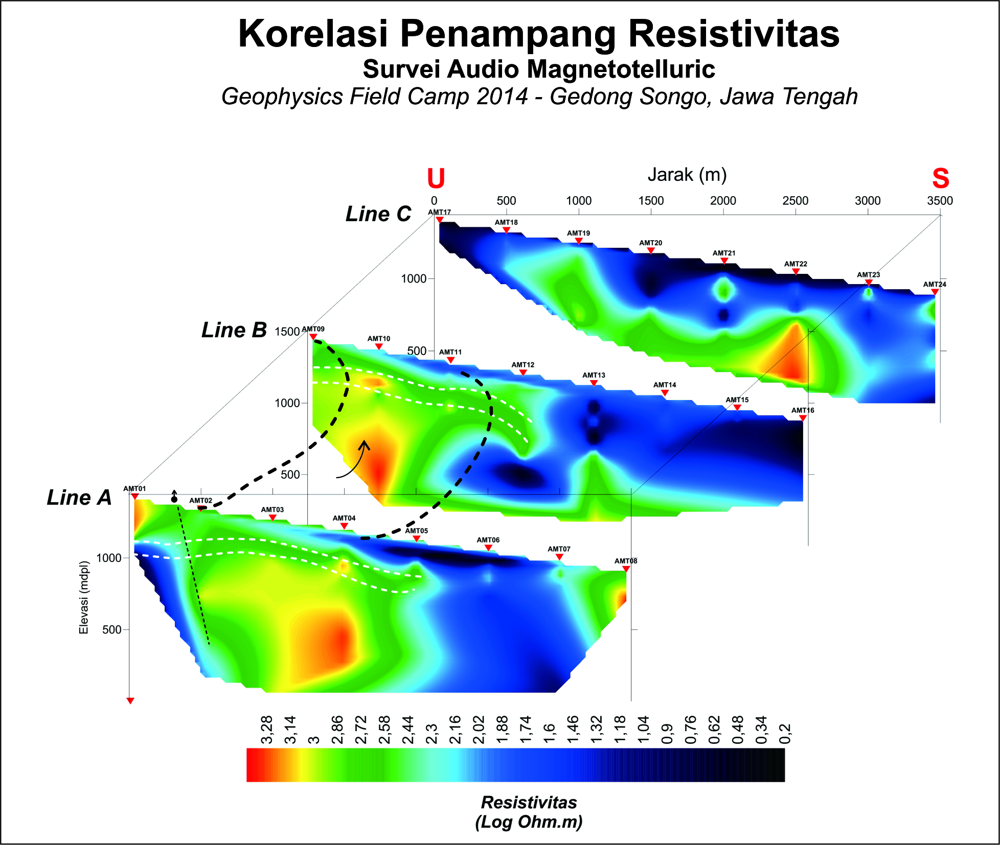 Korelasi Penampang Resistivitas
Survei Audio Magnetotelluric
Geophysics Field Camp 2014 - Gedong Songo, Jawa Tengah
U
Jarak (m)
S
0 500 1000 1500 2000 2500 3000 3500
Line C
AMT17
AMT18
AMT19
AMT20
AMT21
AMT22
AMT23
AMT24
1000
500
Line B
1500
AMT09
AMT10
AMT11
AMT12
AMT13
AMT14
AMT15
AMT16
1000
500
Line A
AMT01
AMT02
AMT03
AMT04
AMT05
AMT06
AMT07
AMT08
1000
500
Elevasi (mdpl)
3,28 3,14 3 2,86 2,72 2,58 2,44 2,3 2,16 2,02 1,88 1,74 1,6 1,46 1,32 1,18 1,04 0,9 0,76 0,62 0,48 0,34 0,2
Resistivitas
(Log Ohm.m)